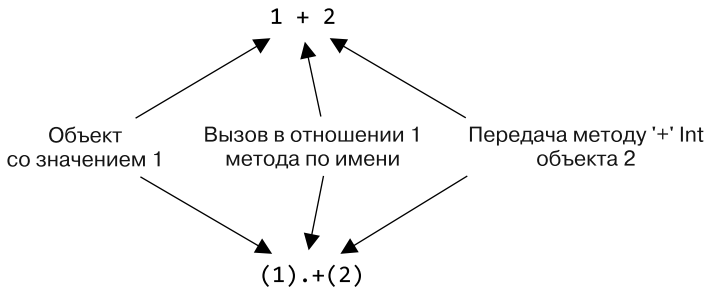 1 + 2
Объект
со значением 1
Вызов в отношении 1
метода по имени
Передача методу '+' Int
объекта 2
(1).+(2)